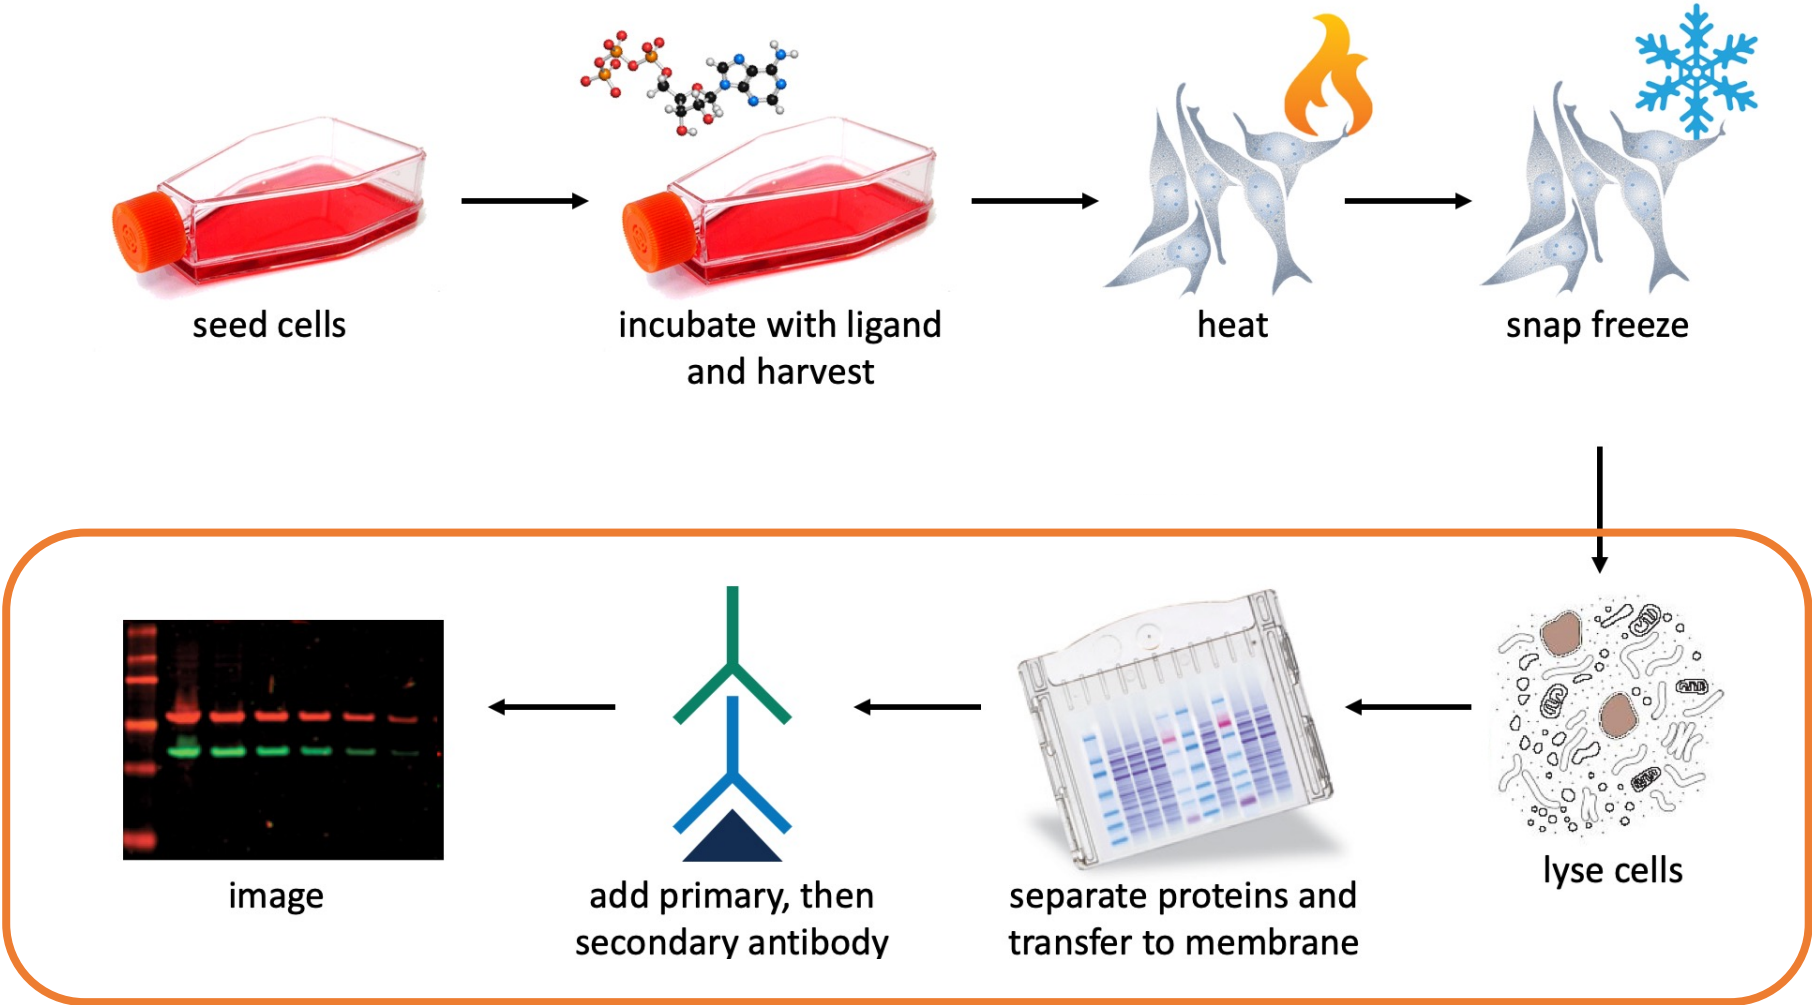 seed cells
incubate with ligand
and harvest
heat
snap freeze
lyse cells
separate proteins and
transfer to membrane
add primary, then
secondary antibody
image